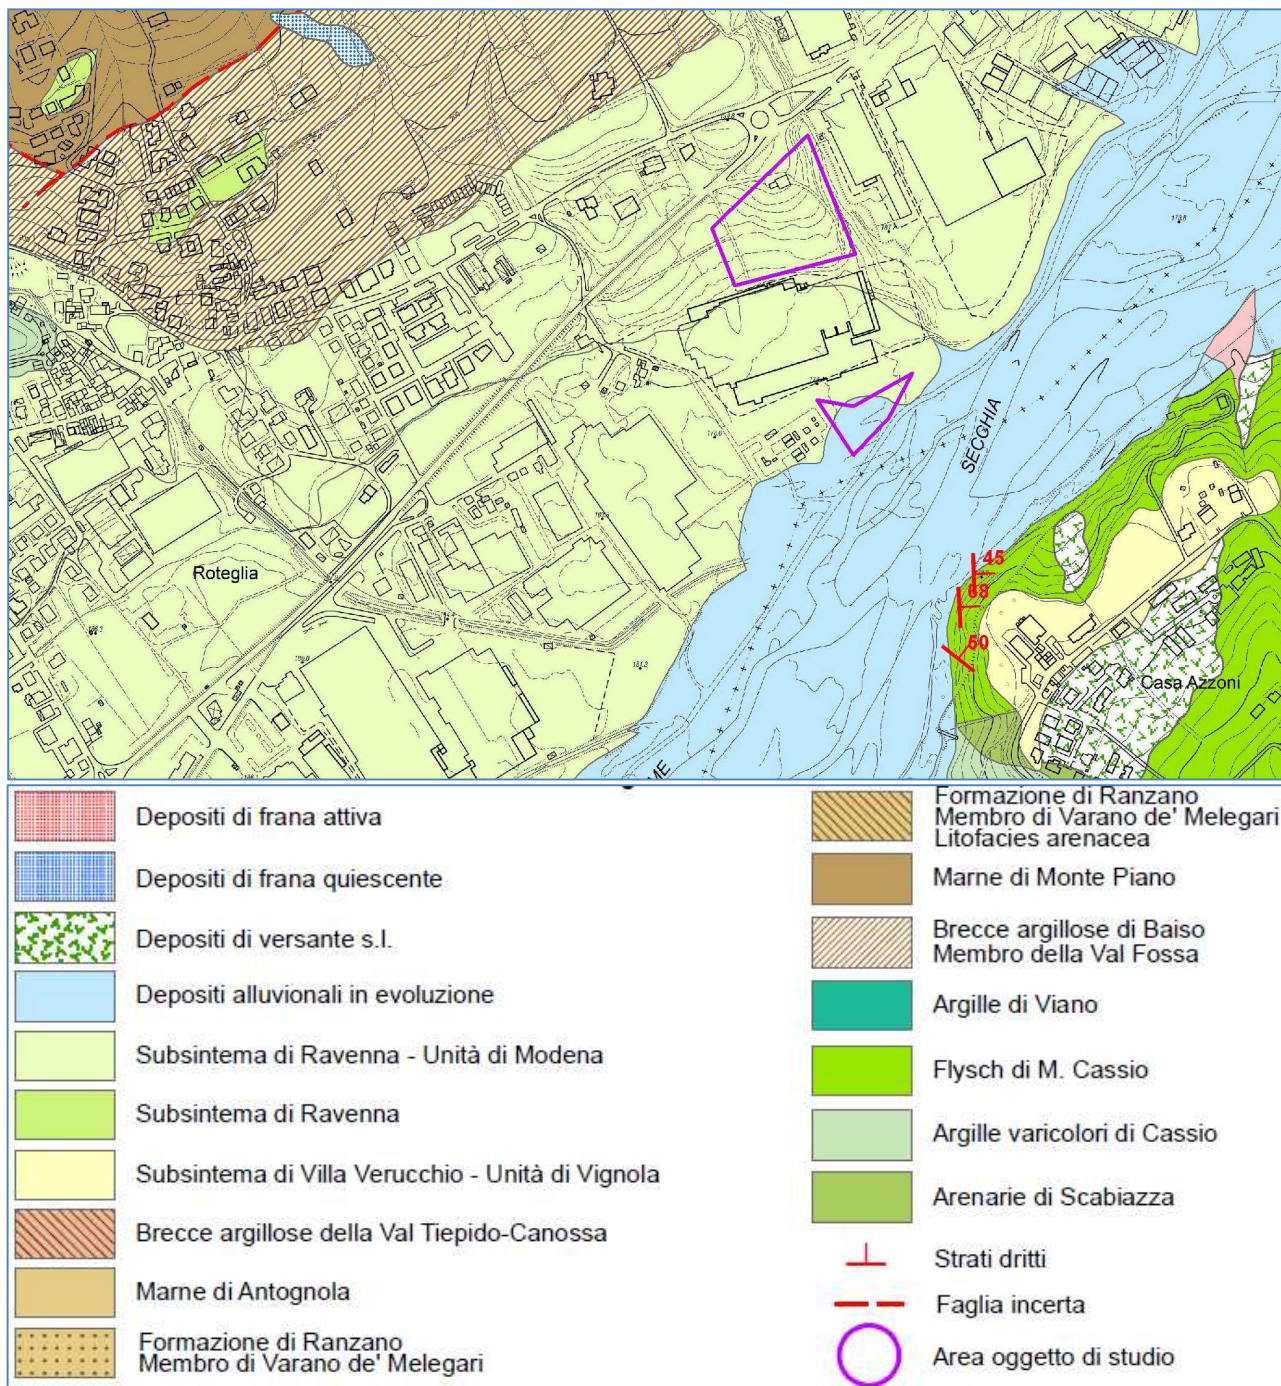 SECCHIA
45
68
50
Roteglia
Casa Azzoni
Depositi di frana attiva
Depositi di frana quiescente
Depositi di versante s.l.
Depositi alluvionali in evoluzione
Subsintema di Ravenna - Unità di Modena
Subsintema di Ravenna
Subsintema di Villa Verucchio - Unità di Vignola
Brecce argillose della Val Tiepido-Canossa
Marne di Antognola
Formazione di Ranzano
Membro di Varano de' Melegari
Formazione di Ranzano
Membro di Varano de' Melegari
Litofacies arenacea
Marne di Monte Piano
Brecce argillose di Baiso
Membro della Val Fossa
Argille di Viano
Flysch di M. Cassio
Argille varicolori di Cassio
Arenarie di Scabiazza
Strati dritti
Faglia incerta
Area oggetto di studio